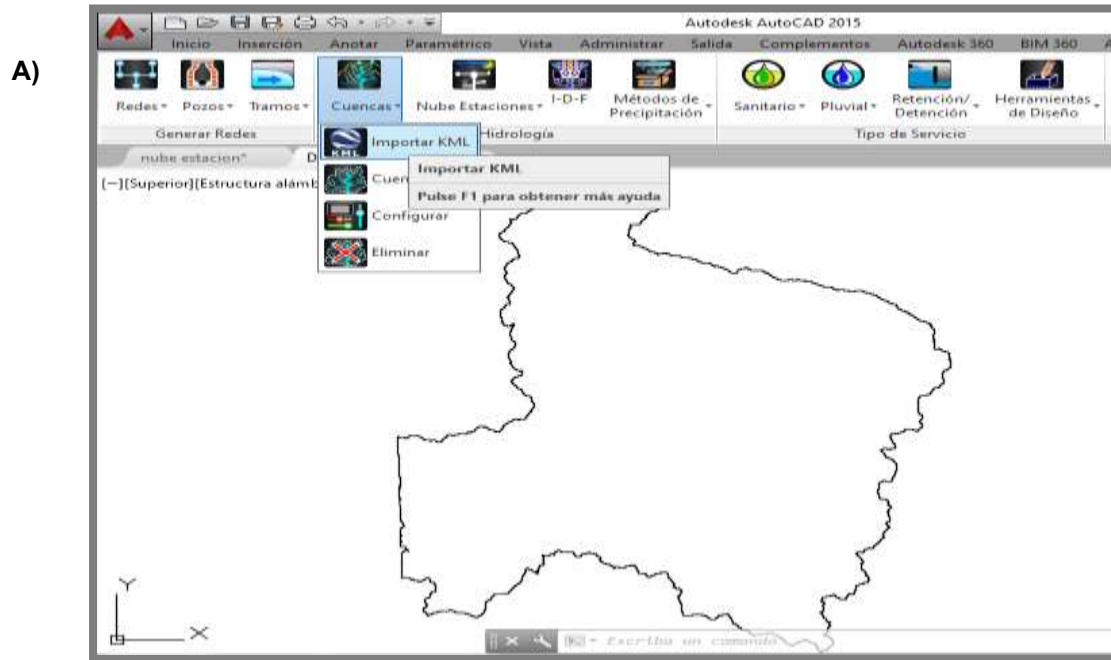 A)
Autodesk AutoCAD 2015
Inicio Inserción Anotar Paramétrico Vista Administrar Salida Complementos Autodesk 360 BIM 360
Redes Pozos Tramos Cuencas Nube Estaciones I-D-F Métodos de Precipitación Sanitario Pluvial Retención/ Detención Herramientas de Diseño
Generar Redes Hidrología Tipo de Servicio
KML Importar KML
nube estacion* D
Importar KML
[−][Superior][Estructura alámb
Cuen
Pulse F1 para obtener más ayuda
Configurar
Eliminar
Y
X
Escriba un comando